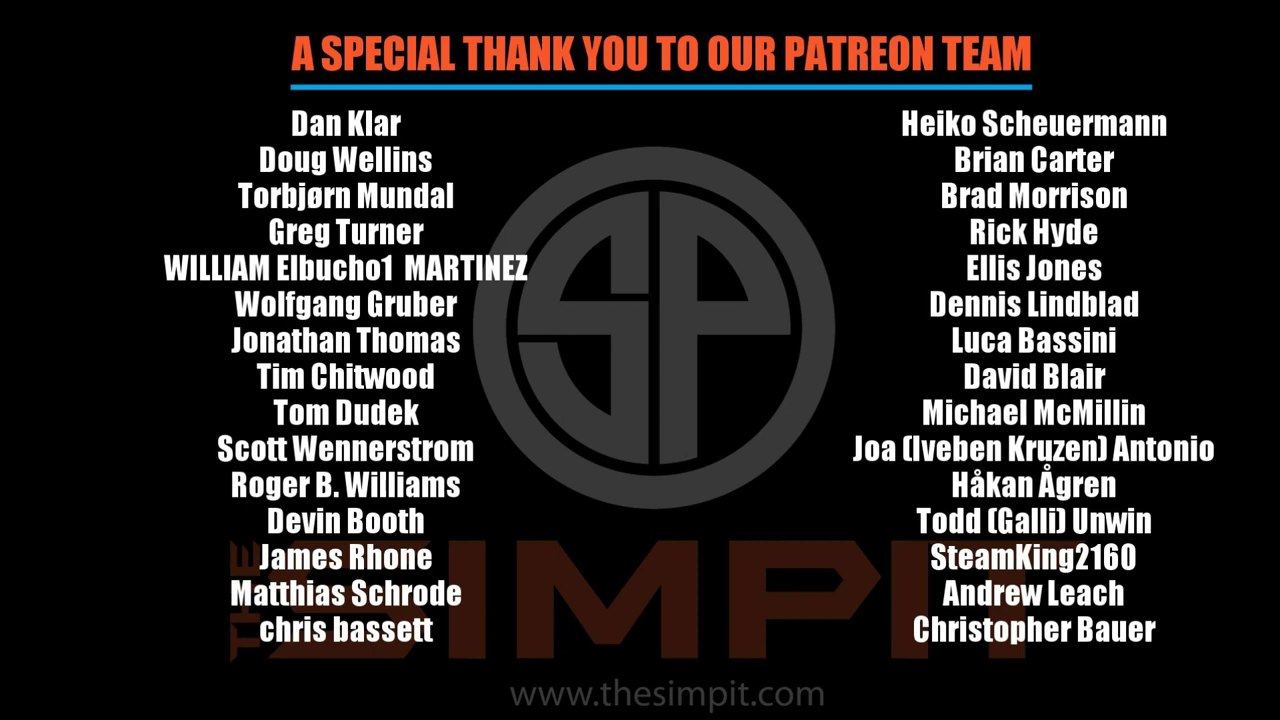 A SPECIAL THANK YOU TO OUR PATREON TEAM
Dan Klar
Doug Wellins
Torbjørn Mundal
Greg Turner
WILLIAM Elbucho1  MARTINEZ
Wolfgang Gruber
Jonathan Thomas
Tim Chitwood
Tom Dudek
Scott Wennerstrom
Roger B. Williams
Devin Booth
James Rhone
Matthias Schrode
chris bassett
Heiko Scheuermann
Brian Carter
Brad Morrison
Rick Hyde
Ellis Jones
Dennis Lindblad
Luca Bassini
David Blair
Michael McMillin
Joa (Iveben Kruzen) Antonio
Håkan Ågren
Todd (Galli) Unwin
SteamKing2160
Andrew Leach
Christopher Bauer
SP
THE SIMPIT
www.thesimpit.com